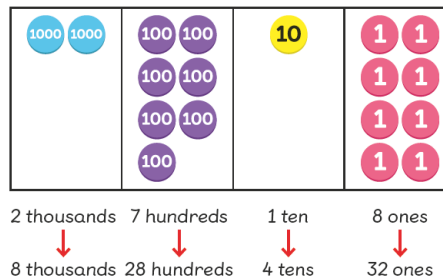 1000 1000 100 100 10 1 1
100 100 1 1
100 100 1 1
100 1 1
2 thousands 7 hundreds 1 ten 8 ones
8 thousands 28 hundreds 4 tens 32 ones